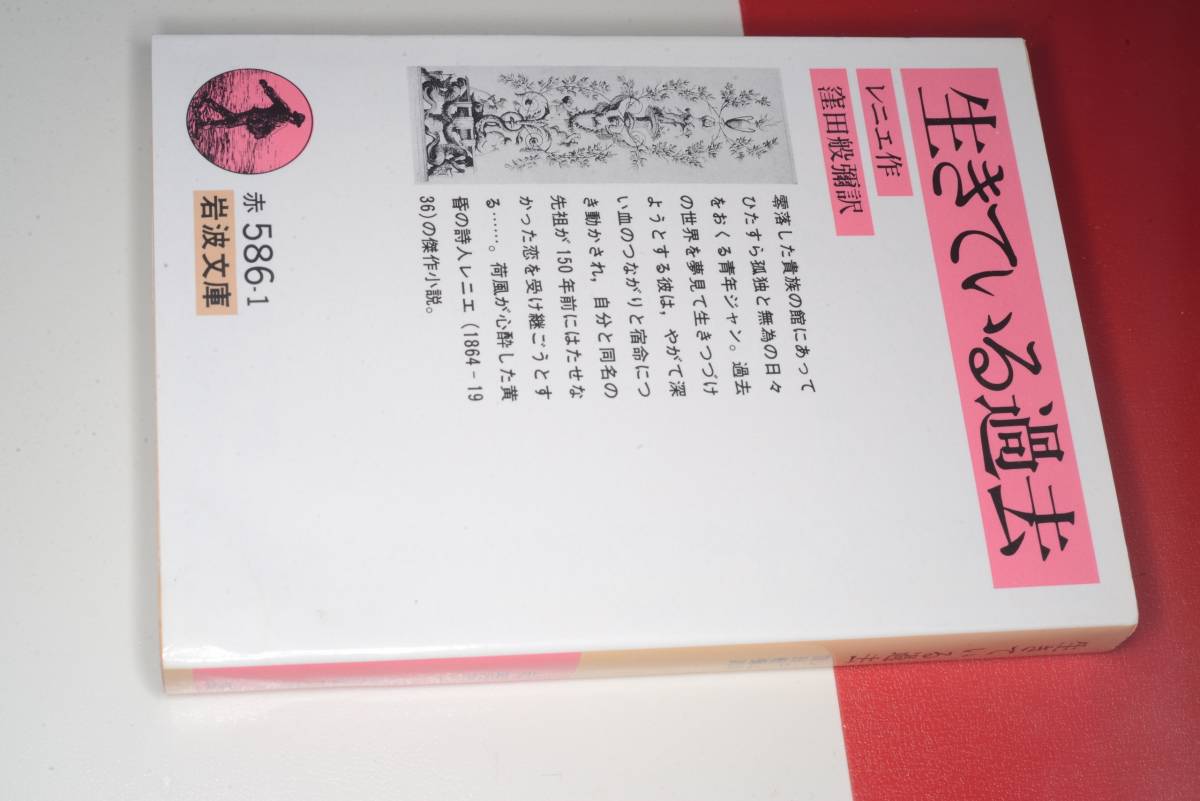 生きている過去
レニエ作
窪田般彌訳
零落した貴族の館にあって
ひたすら孤独と無為の日々
をおくる青年ジャン。過去
の世界を夢見て生きつづけ
ようとする彼は，やがて深
い血のつながりと宿命につ
き動かされ，自分と同名の
先祖が150年前にはたせな
かった恋を受け継ごうとす
る……。荷風が心酔した黄
昏の詩人レニエ（1864－19
36)の傑作小説。
赤 586-1
岩波文庫
生きている過去